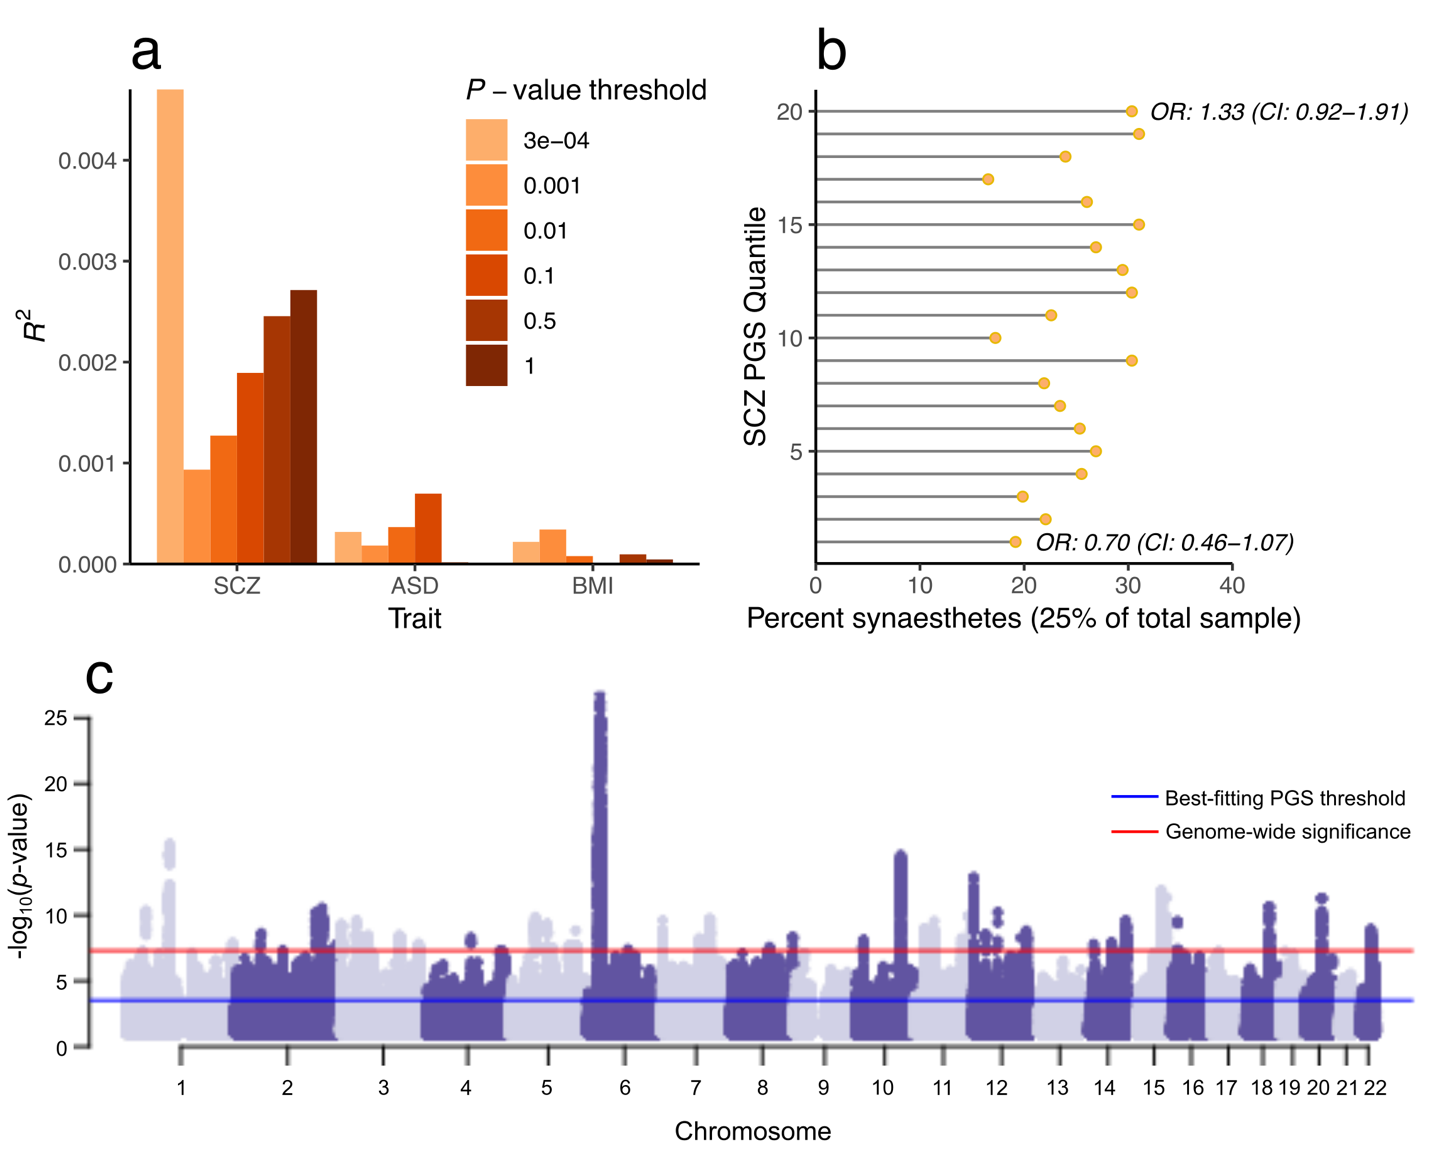 a
P – value threshold
3e−04
0.001
0.01
0.1
0.5
1
0.004
0.003
0.002
0.001
0.000
R²
SCZ ASD BMI
Trait
b
20
15
10
5
SCZ PGS Quantile
OR: 1.33 (CI: 0.92−1.91)
OR: 0.70 (CI: 0.46−1.07)
0 10 20 30 40
Percent synaesthetes (25% of total sample)
c
25
20
15
10
5
0
-log₁₀(p-value)
Best-fitting PGS threshold
Genome-wide significance
1 2 3 4 5 6 7 8 9 10 11 12 13 14 15 16 17 18 19 20 21 22
Chromosome